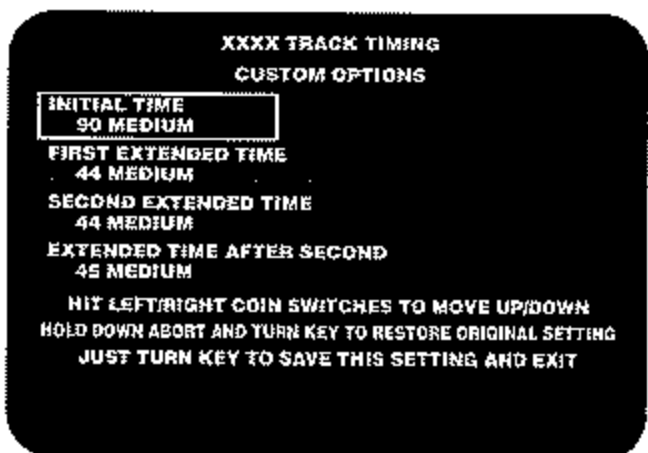 XXXX TRACK TIMING
CUSTOM OPTIONS
INITIAL TIME
90 MEDIUM
FIRST EXTENDED TIME
44 MEDIUM
SECOND EXTENDED TIME
44 MEDIUM
EXTENDED TIME AFTER SECOND
45 MEDIUM
HIT LEFT/RIGHT COIN SWITCHES TO MOVE UP/DOWN
HOLD DOWN ABORT AND TURN KEY TO RESTORE ORIGINAL SETTING
JUST TURN KEY TO SAVE THIS SETTING AND EXIT